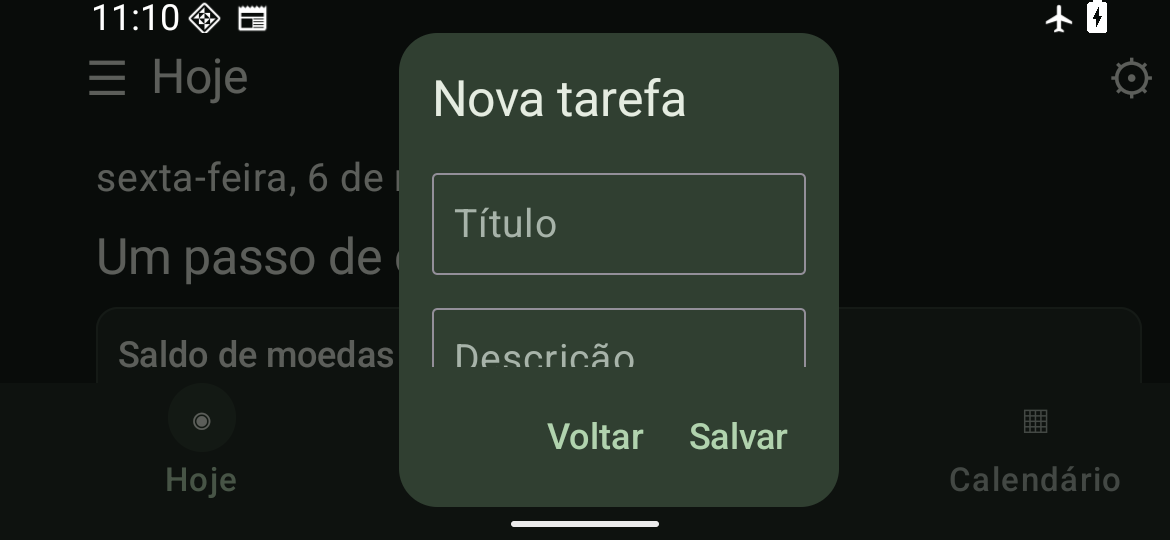 11:10
Hoje
Nova tarefa
sexta-feira, 6 de
Título
Um passo de
Saldo de moedas
Descrição
Voltar Salvar
Hoje
Calendário